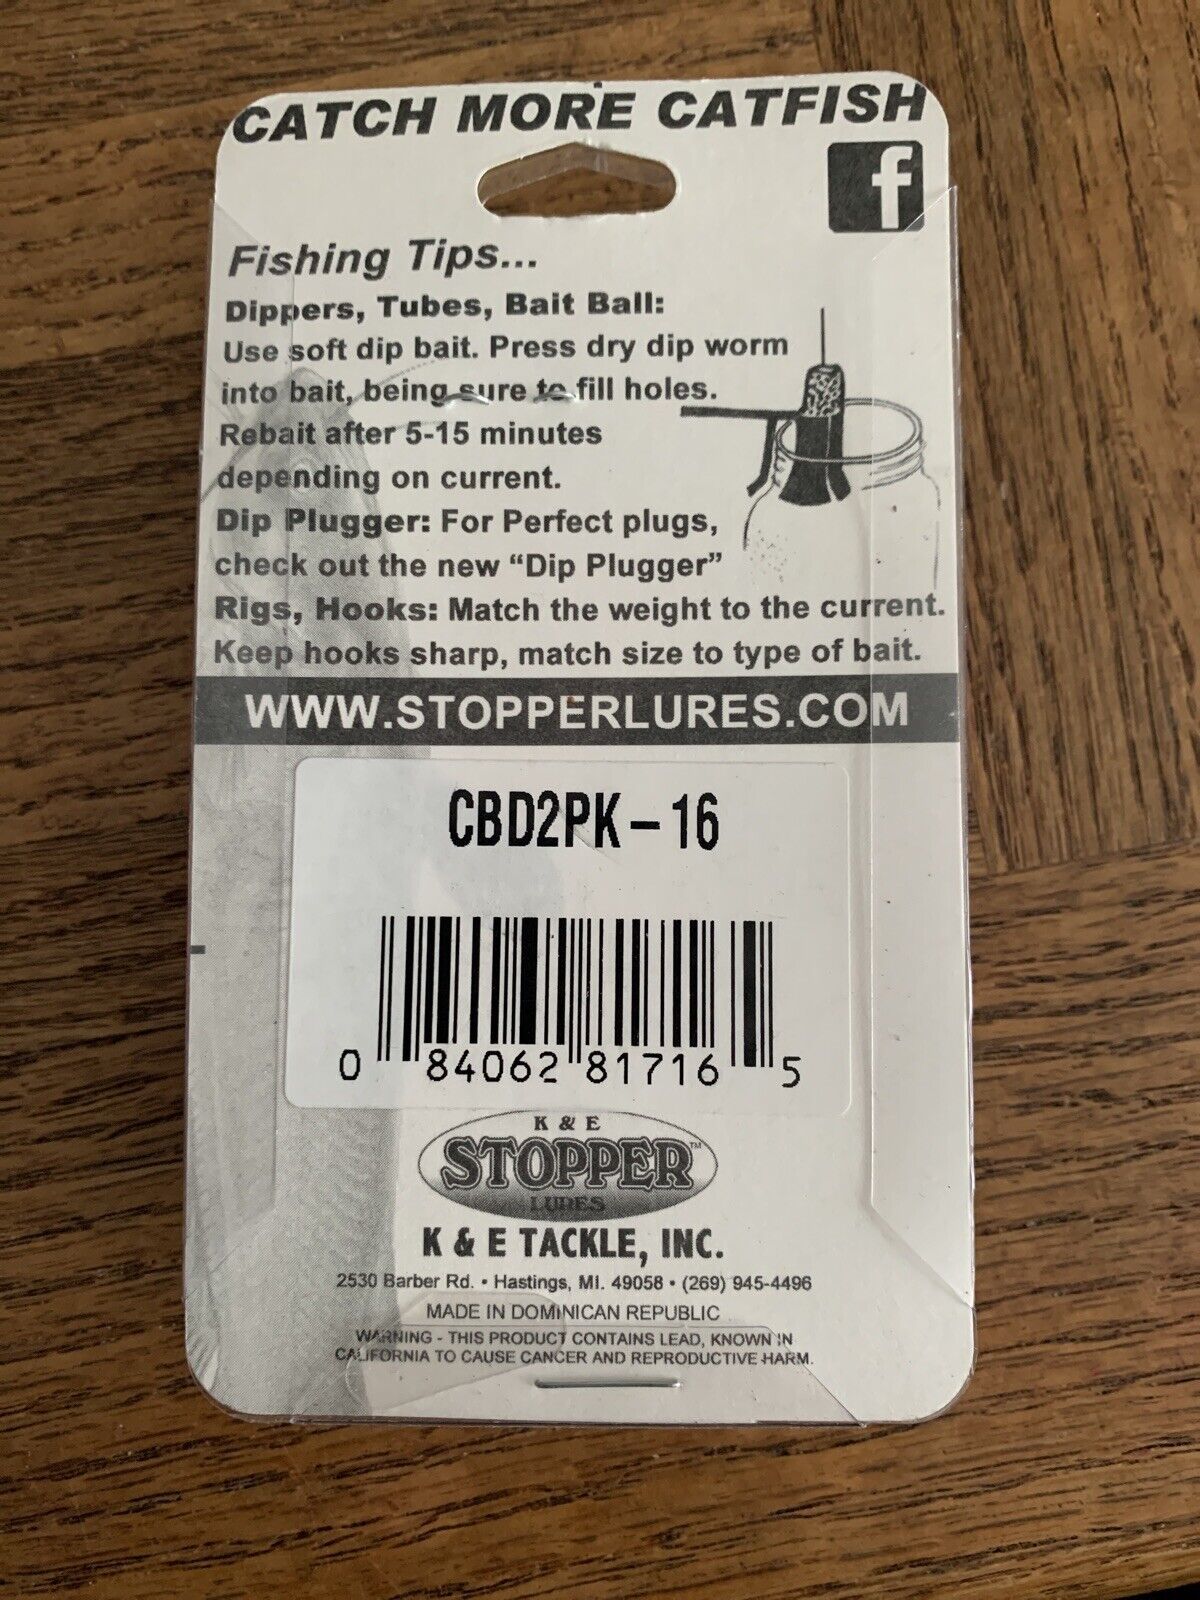 CATCH MORE CATFISH
f
Fishing Tips...
Dippers, Tubes, Bait Ball:
Use soft dip bait. Press dry dip worm
into bait, being sure to fill holes.
Rebait after 5-15 minutes
depending on current.
Dip Plugger: For Perfect plugs,
check out the new “Dip Plugger”
Rigs, Hooks: Match the weight to the current.
Keep hooks sharp, match size to type of bait.
WWW.STOPPERLURES.COM
CBD2PK-16
0 84062 81716 5
K & E
STOPPER™
LURES
K & E TACKLE, INC.
2530 Barber Rd. • Hastings, MI. 49058 • (269) 945-4496
MADE IN DOMINICAN REPUBLIC
WARNING - THIS PRODUCT CONTAINS LEAD, KNOWN IN
CALIFORNIA TO CAUSE CANCER AND REPRODUCTIVE HARM.